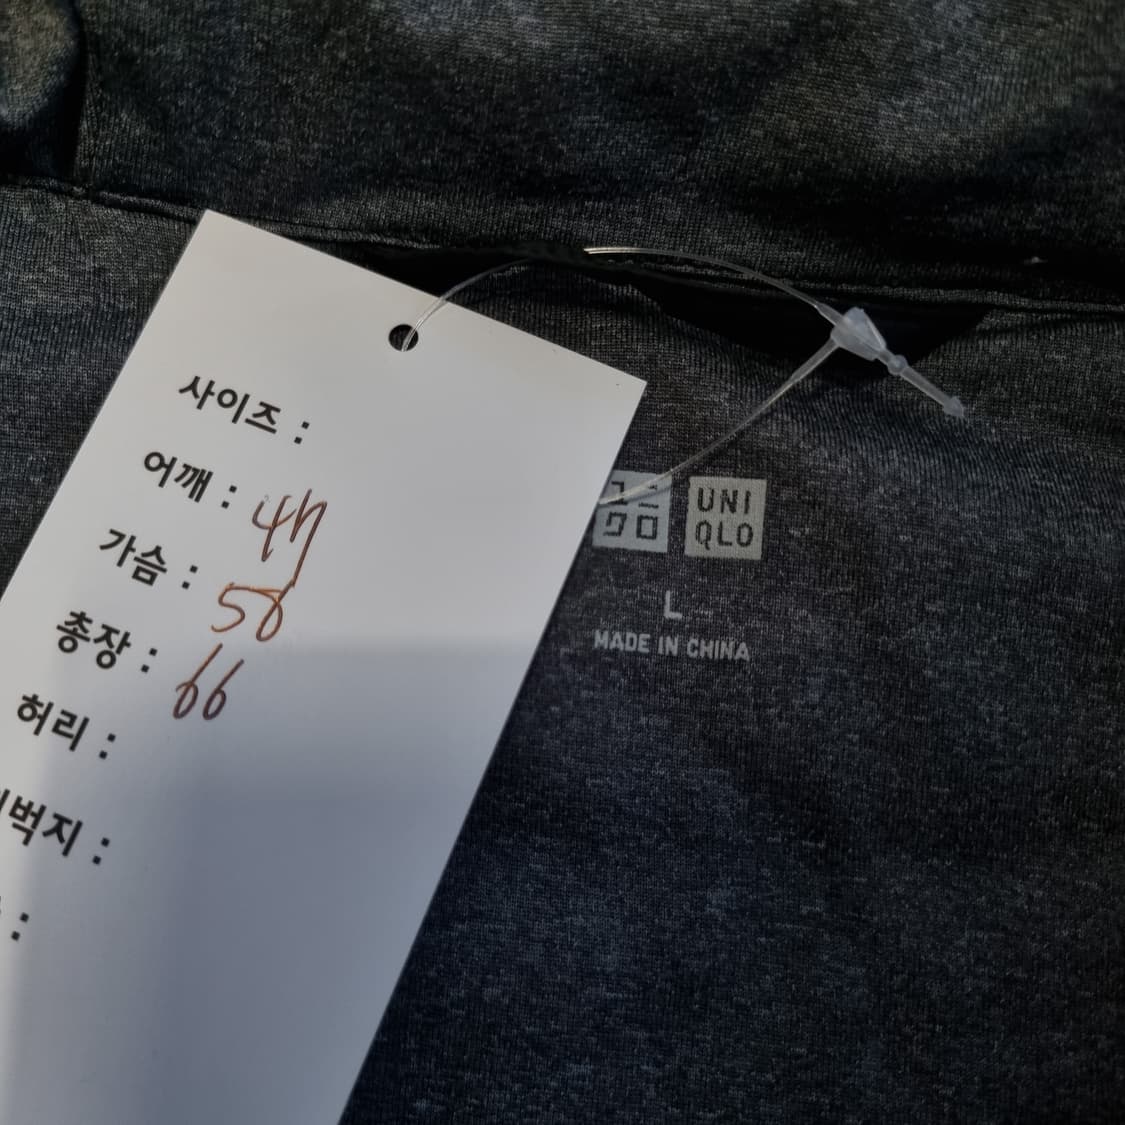 사이즈 :
어깨 : 47
가슴 : 58
총장 : 66
허리 :
벅지 :
:
ユニ
クロ
UNI
QLO
L
MADE IN CHINA